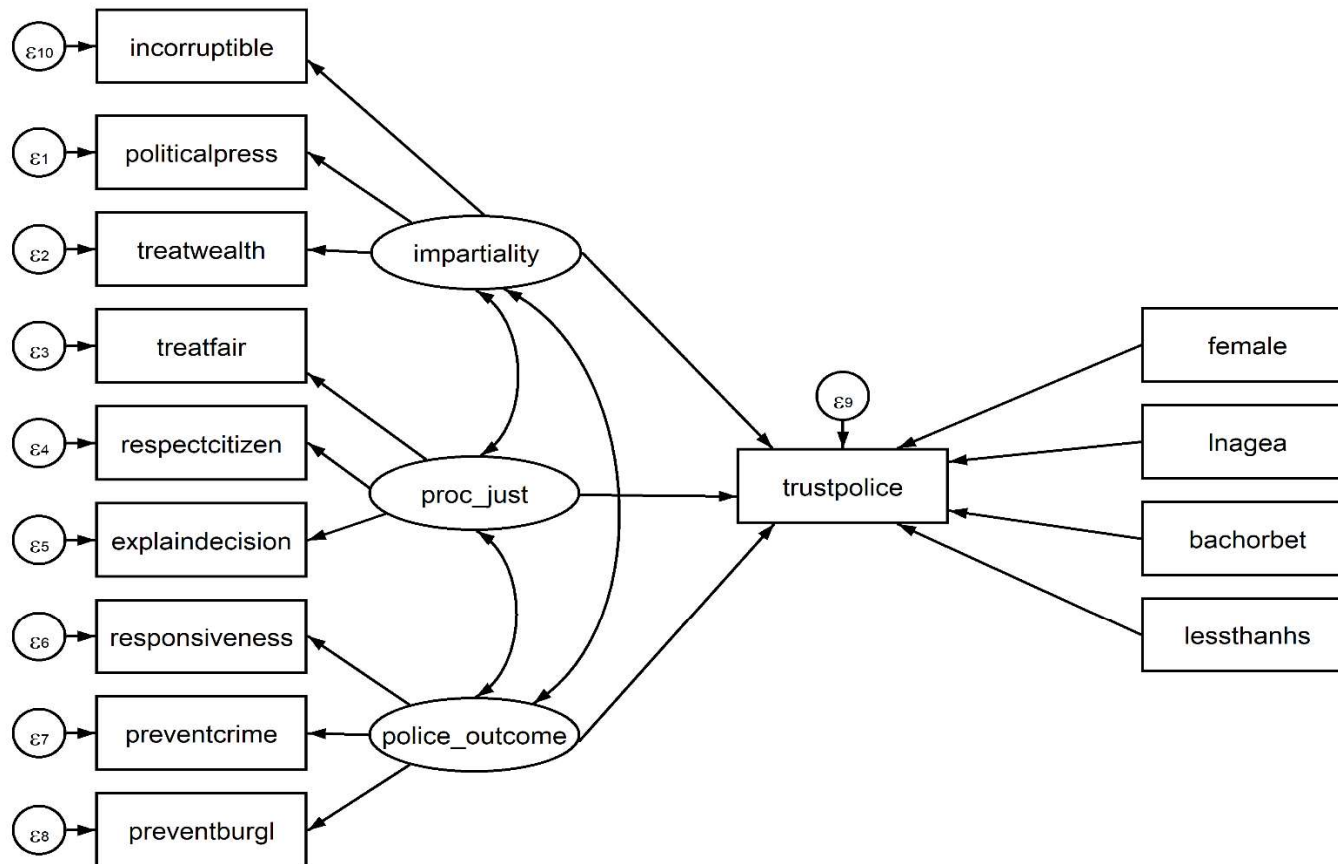 ε10
incorruptible
ε1
politicalpress
ε2
treatwealth
impartiality
ε3
treatfair
female
ε9
ε4
respectcitizen
lnagea
proc_just
trustpolice
ε5
explaindecision
bachorbet
ε6
responsiveness
lessthanhs
ε7
preventcrime
police_outcome
ε8
preventburgl